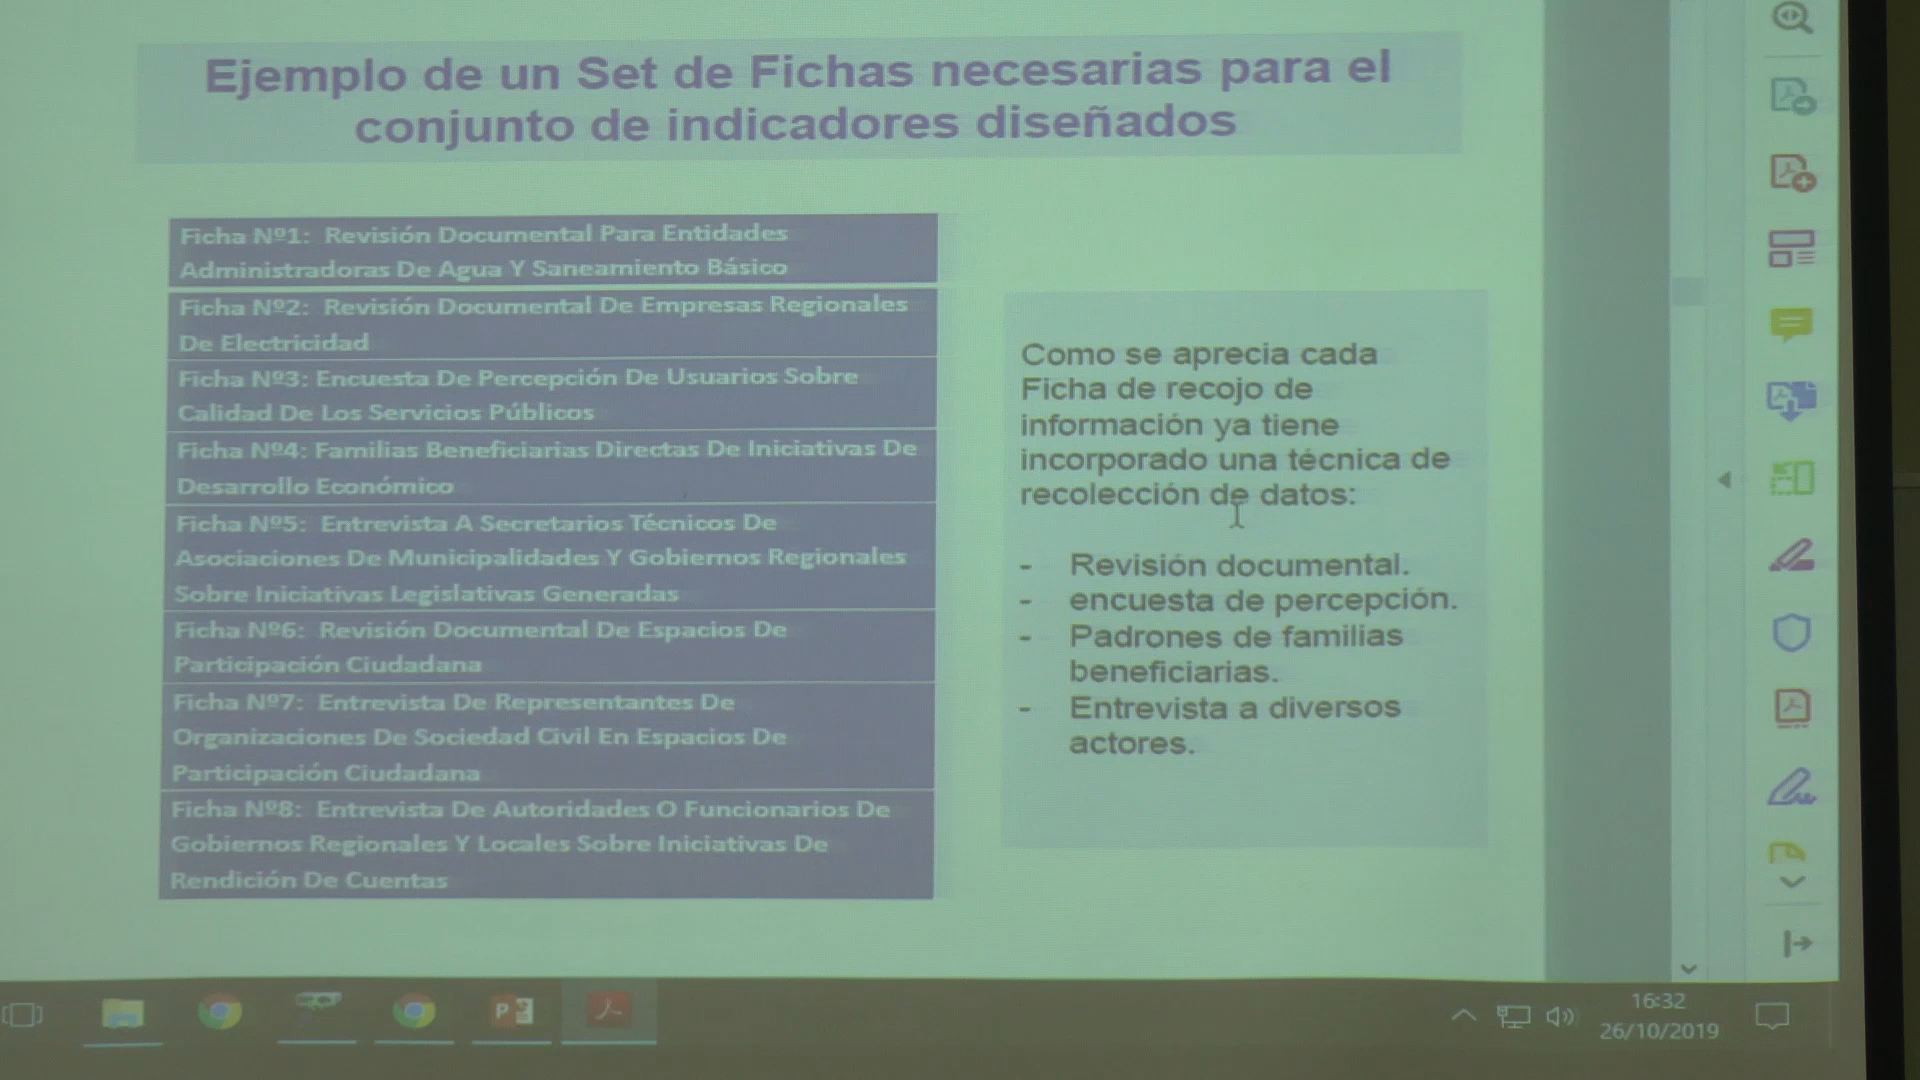 Ejemplo de un Set de Fichas necesarias para el
conjunto de indicadores diseñados
Ficha Nº1: Revisión Documental Para Entidades
Administradoras De Agua Y Saneamiento Básico
Ficha Nº2: Revisión Documental De Empresas Regionales
De Electricidad
Ficha Nº3: Encuesta De Percepción De Usuarios Sobre
Calidad De Los Servicios Públicos
Ficha Nº4: Familias Beneficiarias Directas De Iniciativas De
Desarrollo Económico
Ficha Nº5: Entrevista A Secretarios Técnicos De
Asociaciones De Municipalidades Y Gobiernos Regionales
Sobre Iniciativas Legislativas Generadas
Ficha Nº6: Revisión Documental De Espacios De
Participación Ciudadana
Ficha Nº7: Entrevista De Representantes De
Organizaciones De Sociedad Civil En Espacios De
Participación Ciudadana
Ficha Nº8: Entrevista De Autoridades O Funcionarios De
Gobiernos Regionales Y Locales Sobre Iniciativas De
Rendición De Cuentas
Como se aprecia cada
Ficha de recojo de
información ya tiene
incorporado una técnica de
recolección de datos:
- Revisión documental.
- encuesta de percepción.
- Padrones de familias
beneficiarias.
- Entrevista a diversos
actores.
P
16:32
26/10/2019